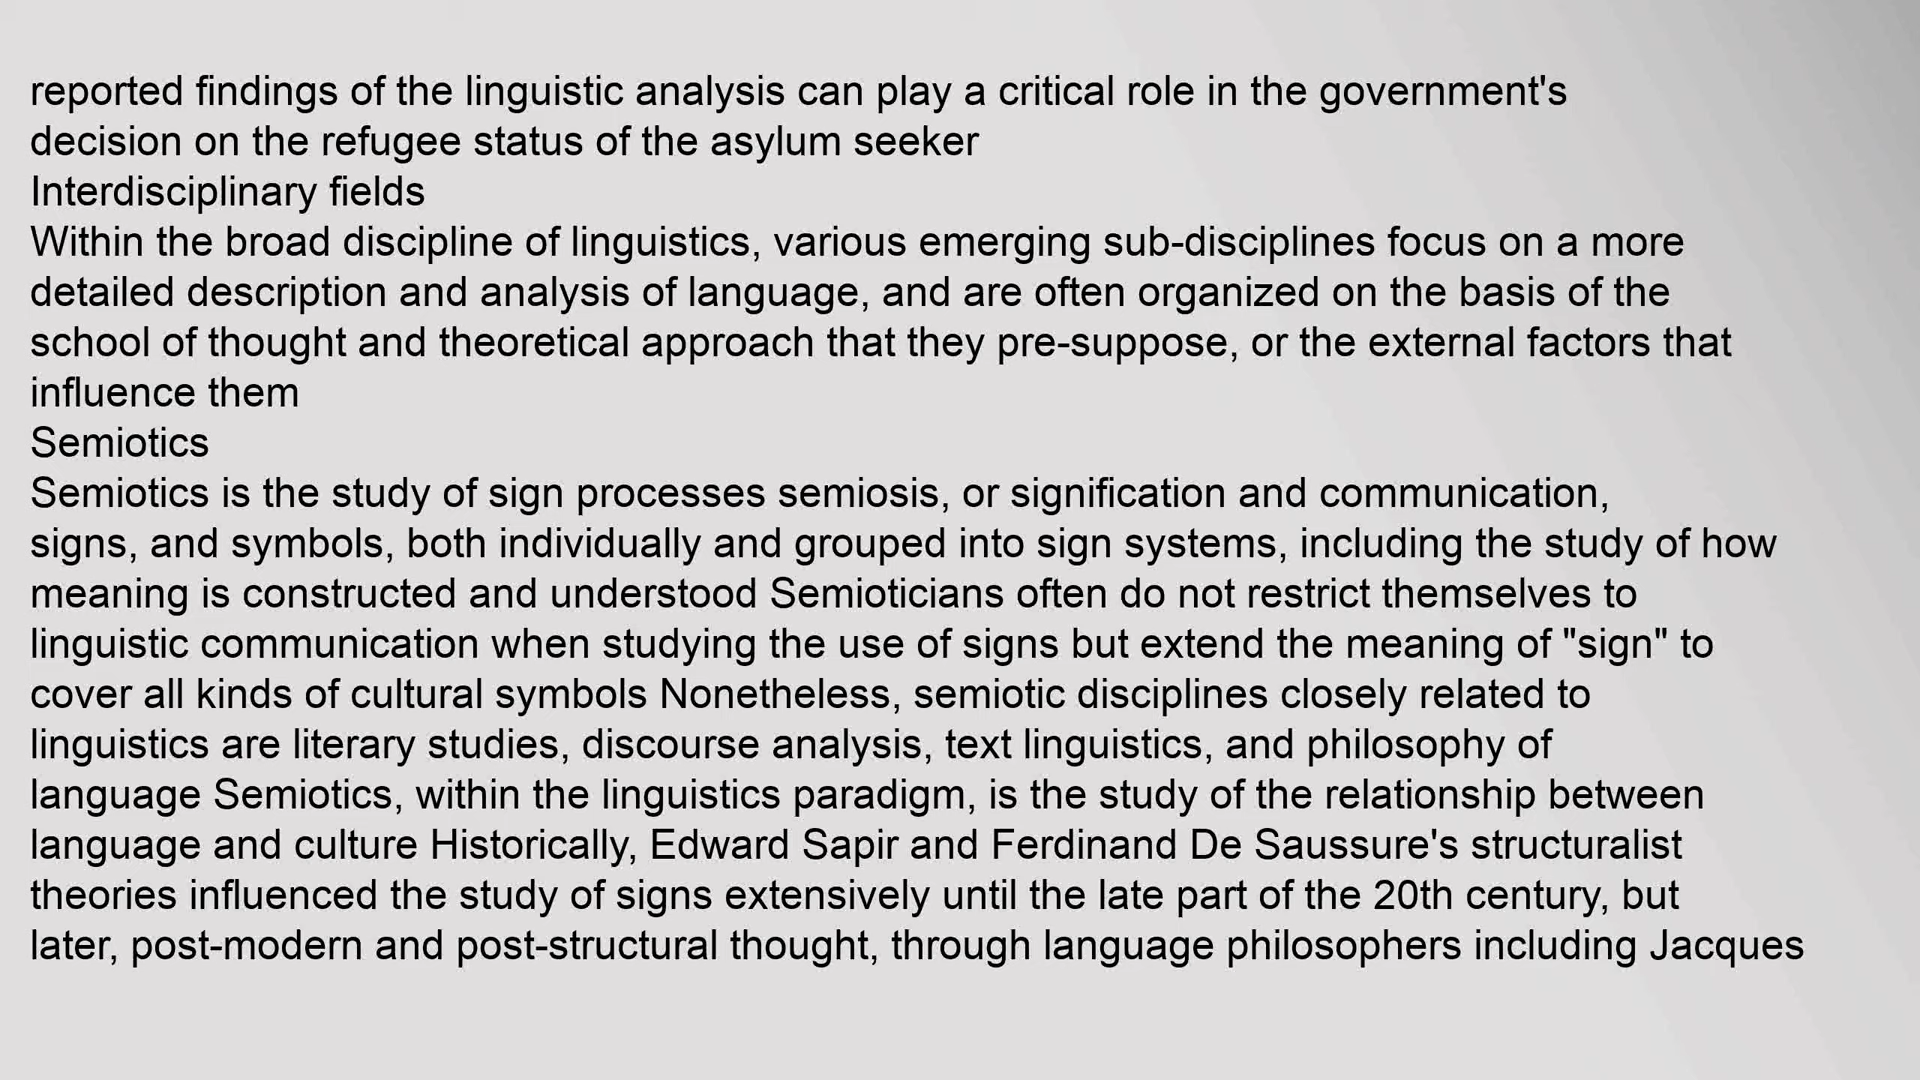 reported findings of the linguistic analysis can play a critical role in the government's
decision on the refugee status of the asylum seeker
Interdisciplinary fields
Within the broad discipline of linguistics, various emerging sub-disciplines focus on a more
detailed description and analysis of language, and are often organized on the basis of the
school of thought and theoretical approach that they pre-suppose, or the external factors that
influence them
Semiotics
Semiotics is the study of sign processes semiosis, or signification and communication,
signs, and symbols, both individually and grouped into sign systems, including the study of how
meaning is constructed and understood Semioticians often do not restrict themselves to
linguistic communication when studying the use of signs but extend the meaning of "sign" to
cover all kinds of cultural symbols Nonetheless, semiotic disciplines closely related to
linguistics are literary studies, discourse analysis, text linguistics, and philosophy of
language Semiotics, within the linguistics paradigm, is the study of the relationship between
language and culture Historically, Edward Sapir and Ferdinand De Saussure's structuralist
theories influenced the study of signs extensively until the late part of the 20th century, but
later, post-modern and post-structural thought, through language philosophers including Jacques